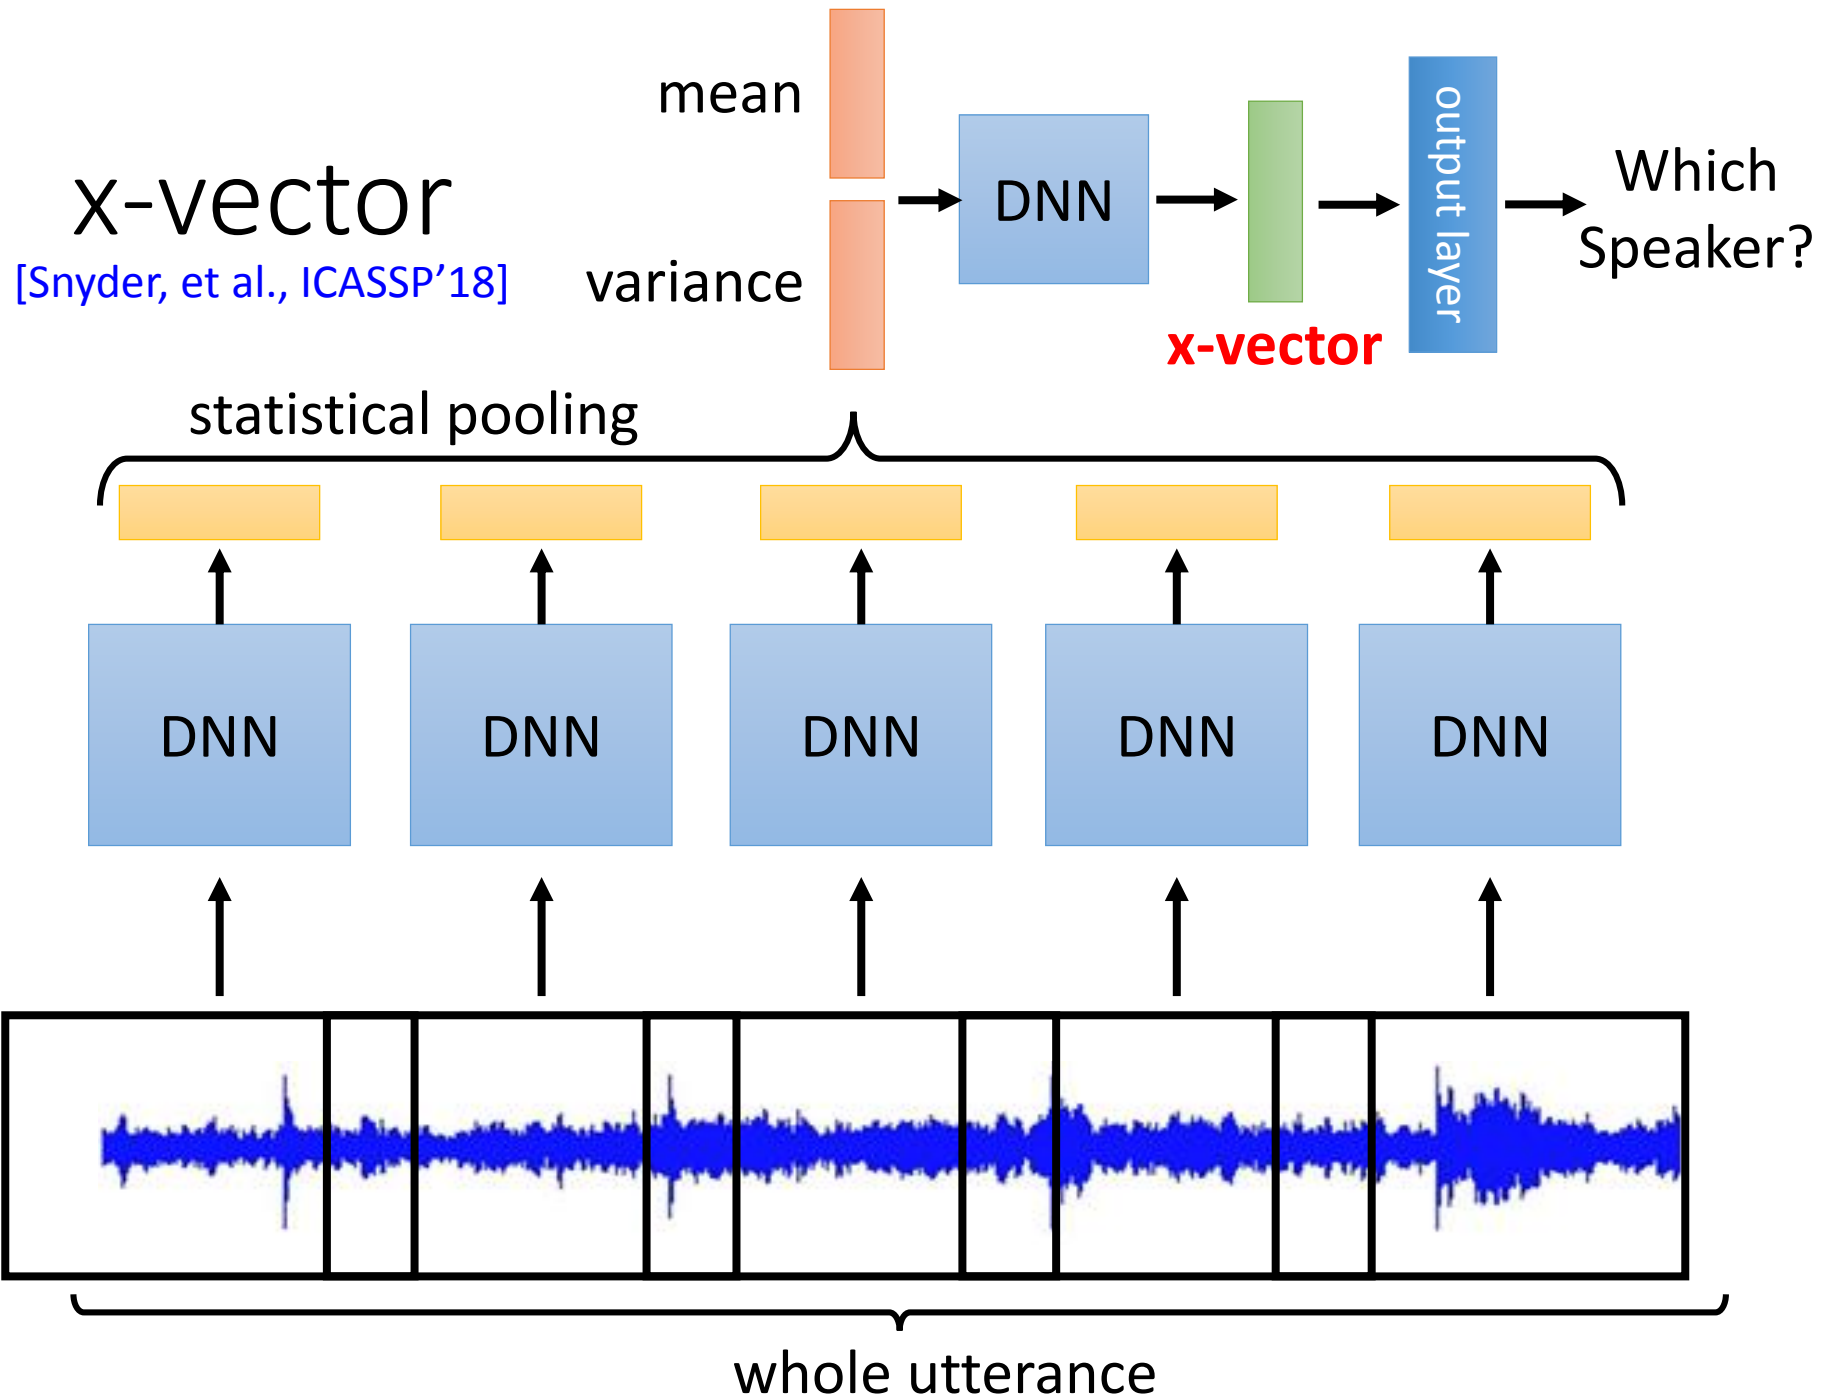 x-vector
[Snyder, et al., ICASSP’18]
mean
variance
DNN
x-vector
output layer
Which
Speaker?
statistical pooling
DNN
DNN
DNN
DNN
DNN
whole utterance